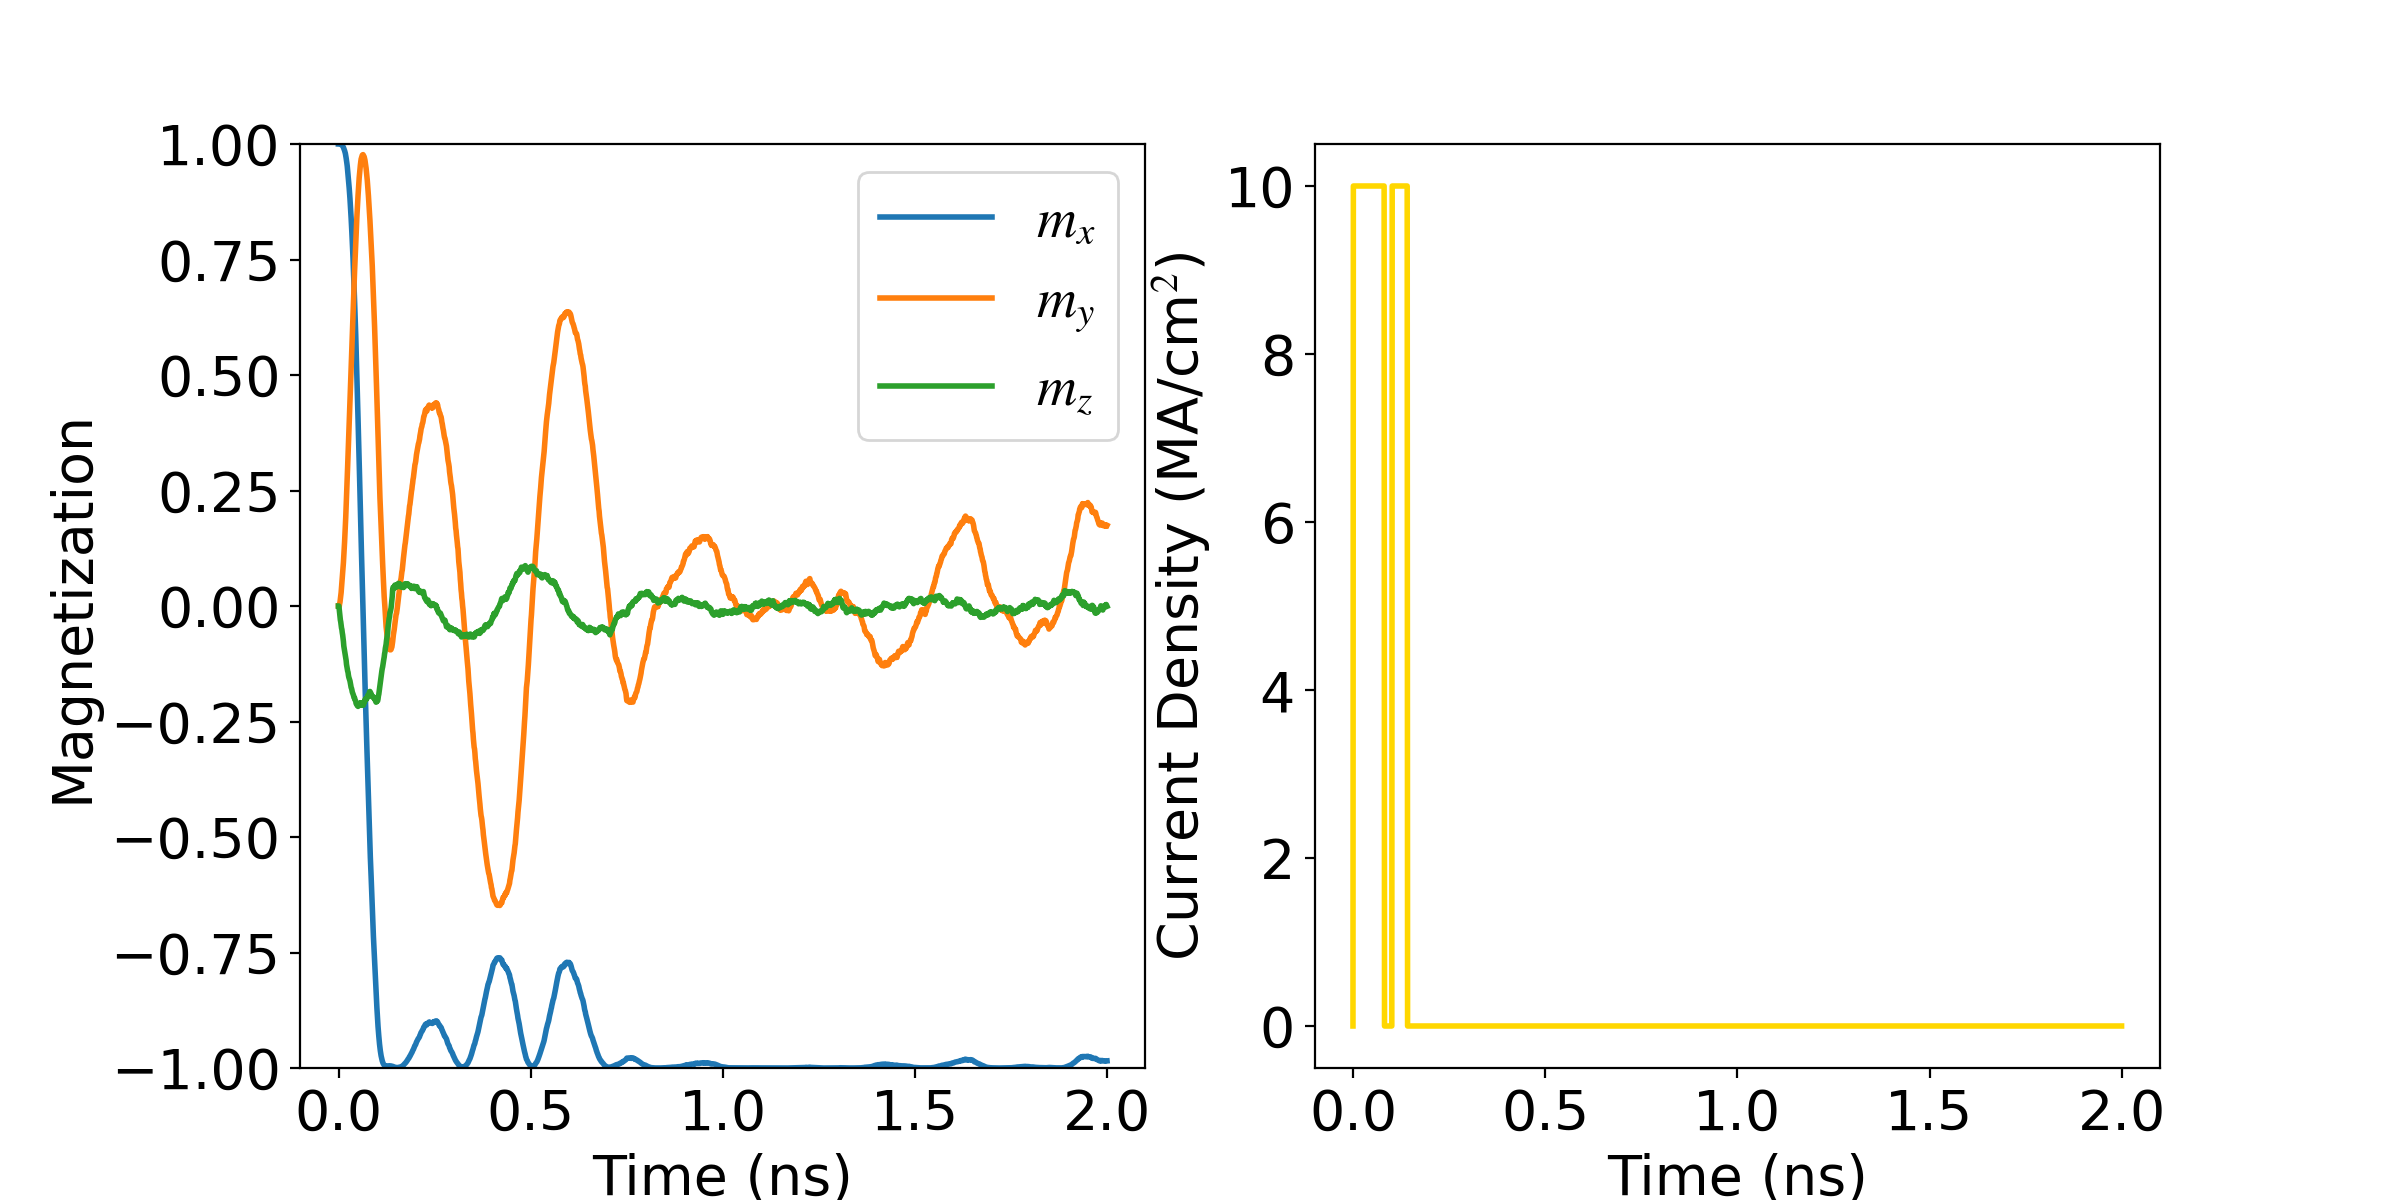 Magnetization
1.00
0.75
0.50
0.25
0.00
−0.25
−0.50
−0.75
−1.00
0.0 0.5 1.0 1.5 2.0
Time (ns)
m_x
m_y
m_z
Current Density (MA/cm²)
10
8
6
4
2
0
0.0 0.5 1.0 1.5 2.0
Time (ns)